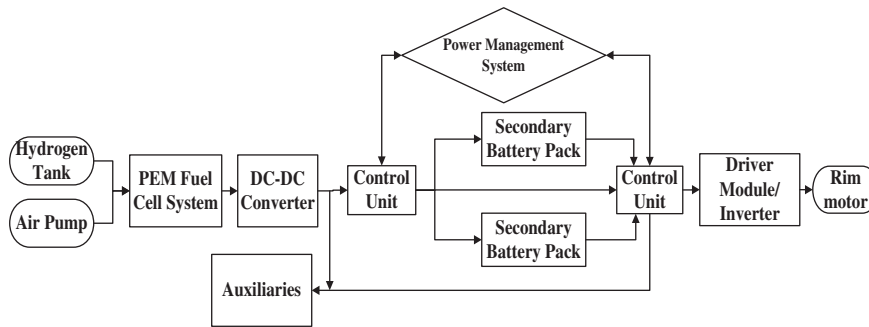 Power Management
System
Hydrogen
Tank
Air Pump
PEM Fuel
Cell System
DC-DC
Converter
Control
Unit
Secondary
Battery Pack
Secondary
Battery Pack
Control
Unit
Driver
Module/
Inverter
Rim
motor
Auxiliaries